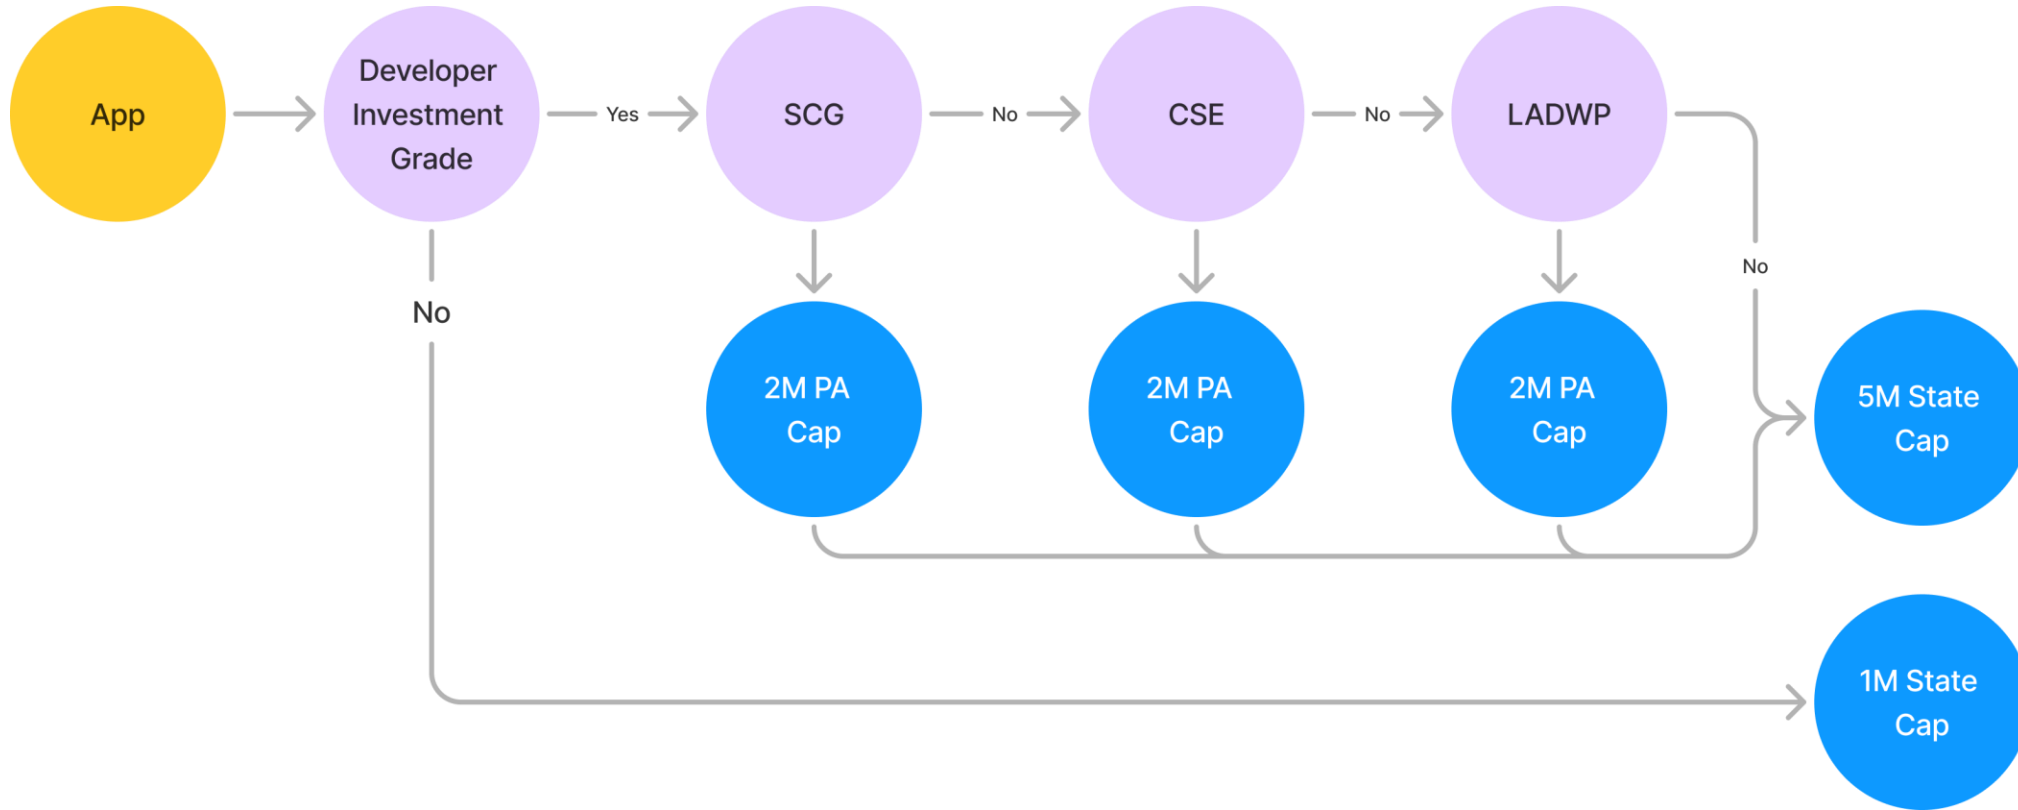 App
Developer
Investment
Grade
Yes
SCG
No
CSE
No
LADWP
No
No
2M PA
Cap
2M PA
Cap
2M PA
Cap
5M State
Cap
1M State
Cap